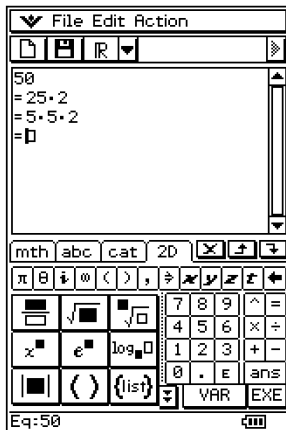 File Edit Action
ℝ
50
=25·2
=5·5·2
=
mth abc cat 2D
π θ i ∞ ( ) , ⇒ x y z t ←
√■ ■√□ 7 8 9 ^ =
4 5 6 × ÷
x■ e■ log■□ 1 2 3 + −
0 . E ans
|■| ( ) {list} VAR EXE
Eq:50